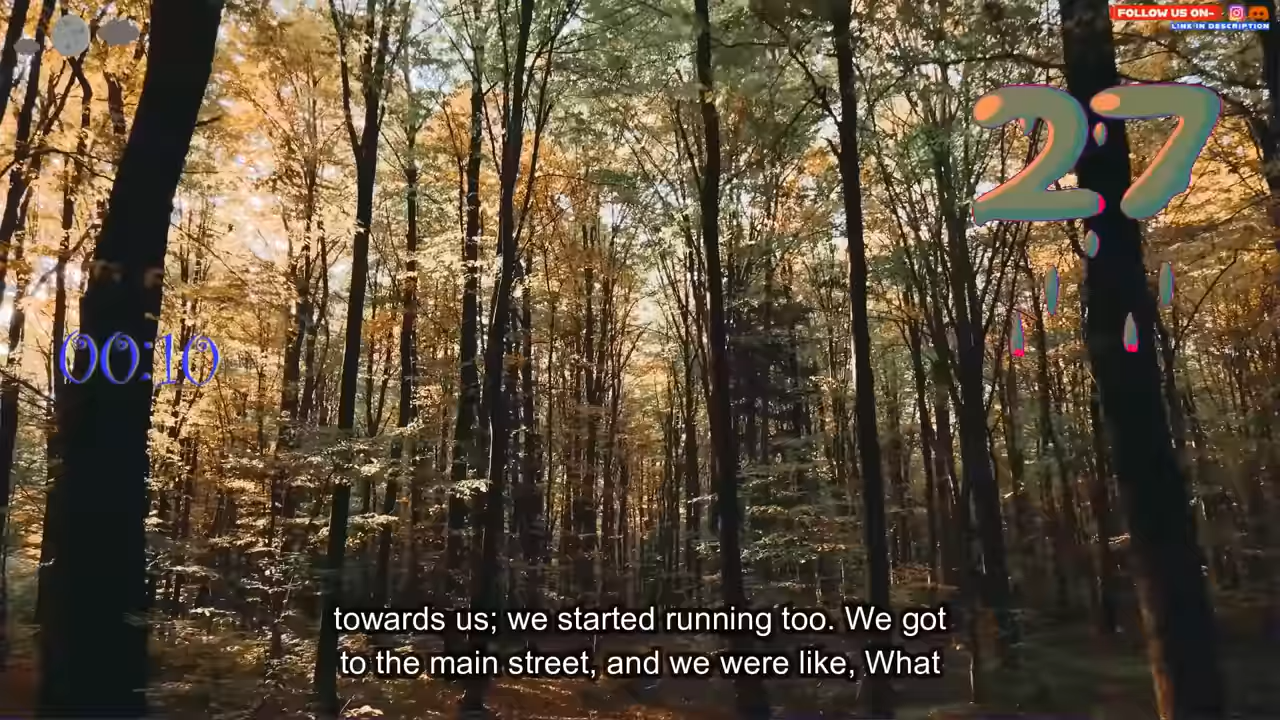 FOLLOW US ON-
LINK IN DESCRIPTION
27
00:10
towards us; we started running too. We got
to the main street, and we were like, What